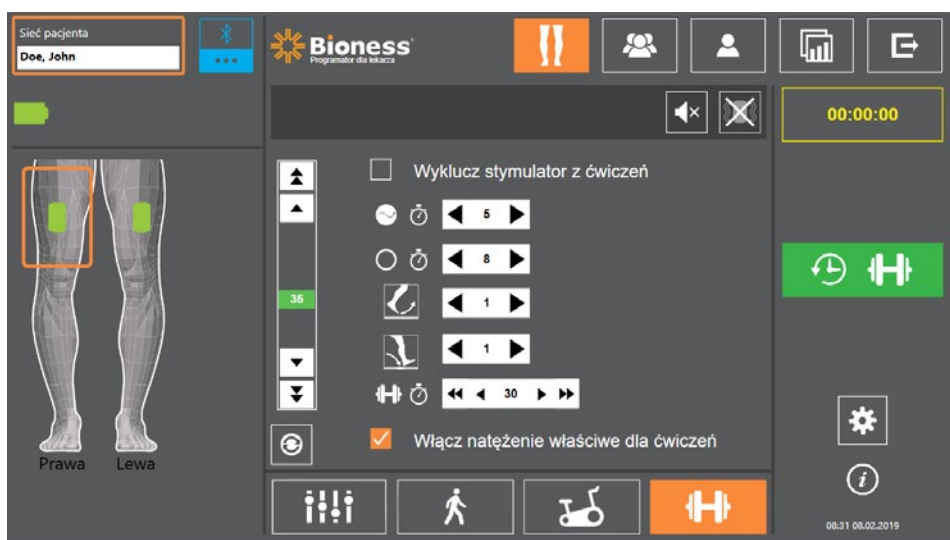 Sieć pacjenta
Doe, John
Bioness
Programator dla lekarza
00:00:00
Wyklucz stymulator z ćwiczeń
5
8
35
1
1
30
Włącz natężenie właściwe dla ćwiczeń
Prawa Lewa
08:31 08.02.2019